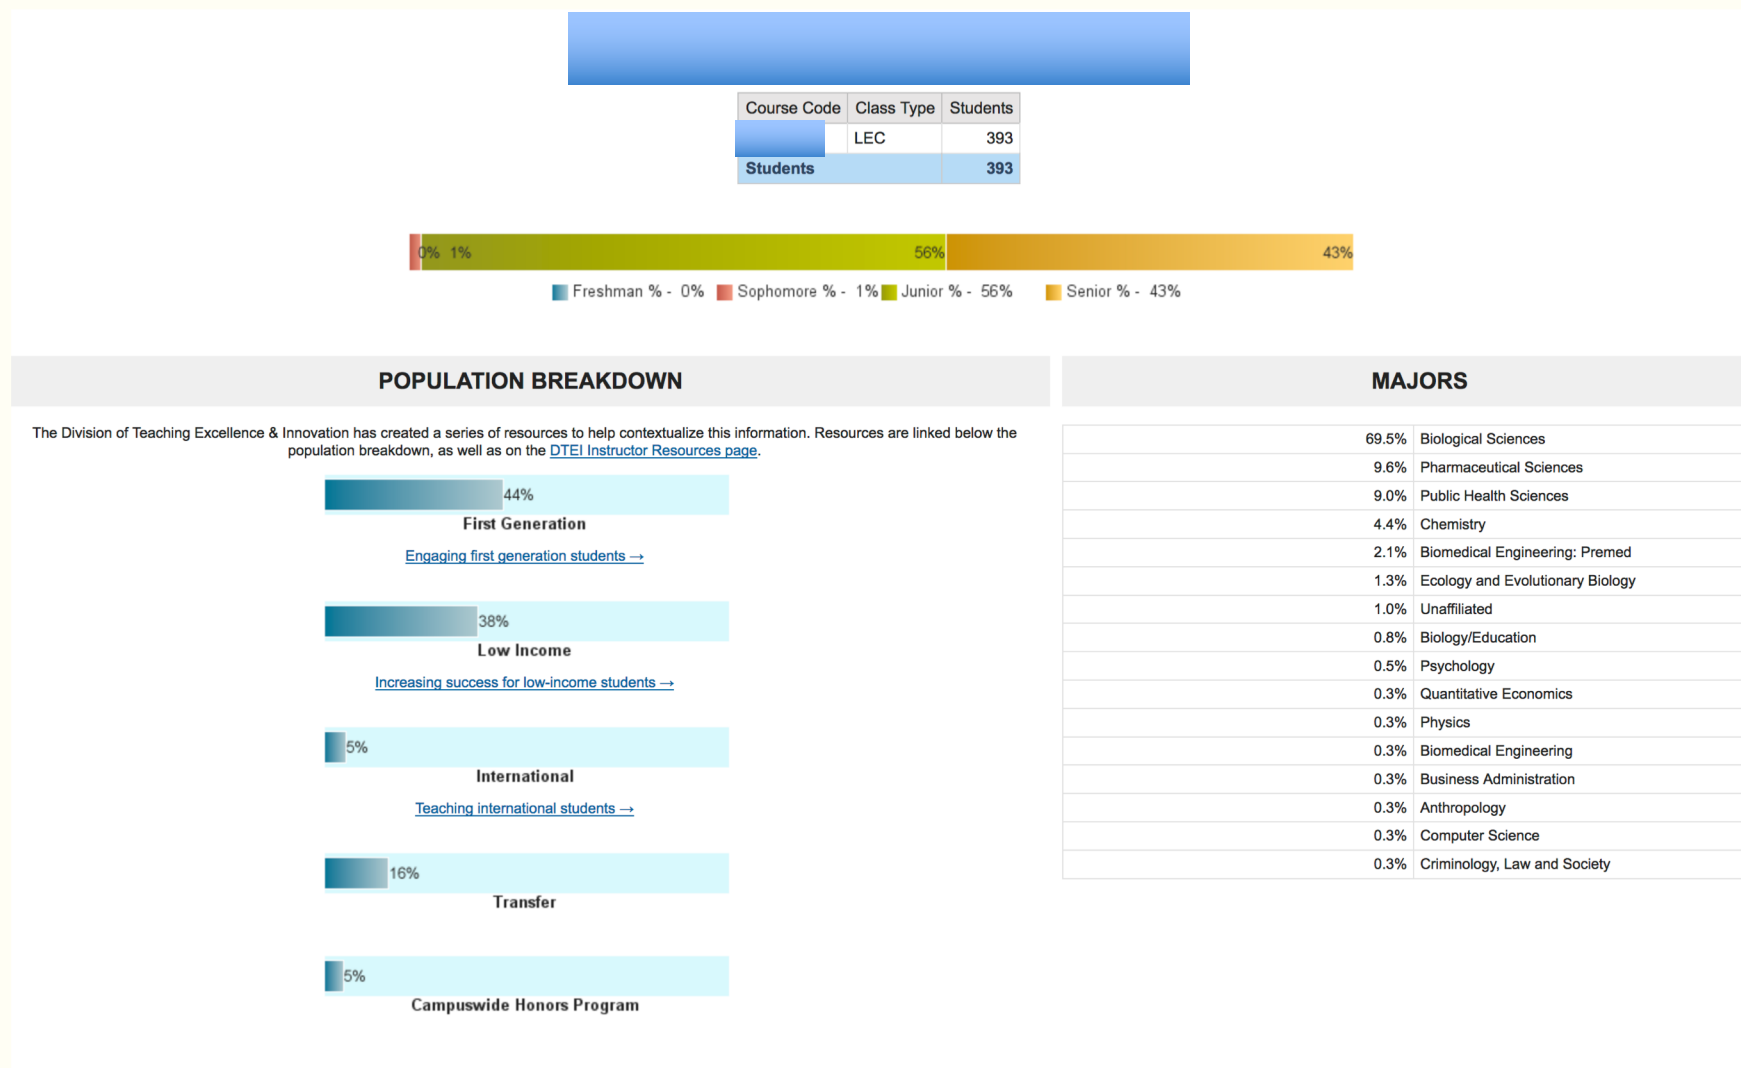 Course Code Class Type Students
LEC 393
Students 393
0% 1% 56% 43%
Freshman % - 0% Sophomore % - 1% Junior % - 56% Senior % - 43%
POPULATION BREAKDOWN
The Division of Teaching Excellence & Innovation has created a series of resources to help contextualize this information. Resources are linked below the
population breakdown, as well as on the DTEI Instructor Resources page.
44%
First Generation
Engaging first generation students →
38%
Low Income
Increasing success for low-income students →
5%
International
Teaching international students →
16%
Transfer
5%
Campuswide Honors Program
MAJORS
69.5% Biological Sciences
9.6% Pharmaceutical Sciences
9.0% Public Health Sciences
4.4% Chemistry
2.1% Biomedical Engineering: Premed
1.3% Ecology and Evolutionary Biology
1.0% Unaffiliated
0.8% Biology/Education
0.5% Psychology
0.3% Quantitative Economics
0.3% Physics
0.3% Biomedical Engineering
0.3% Business Administration
0.3% Anthropology
0.3% Computer Science
0.3% Criminology, Law and Society